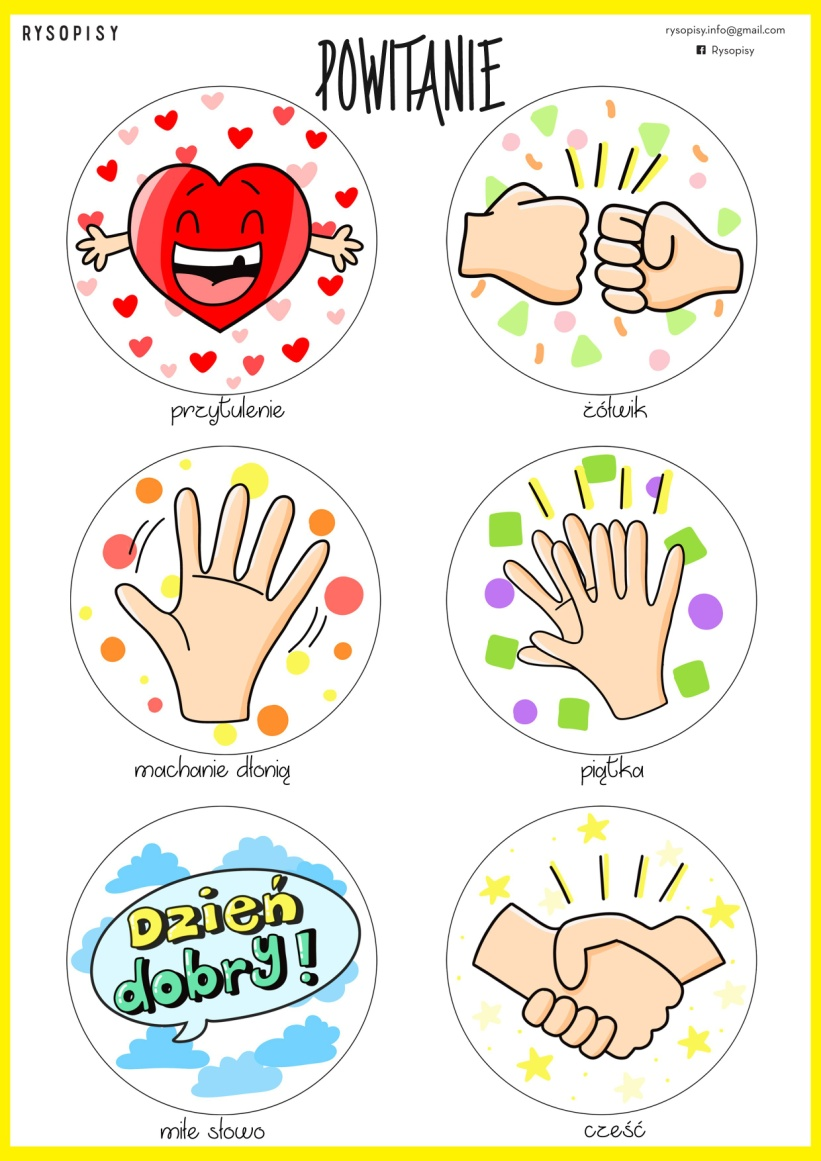 RYSOPISY
rysopisy.info@gmail.com
Rysopisy
POWITANIE
przytulenie
żółwik
machanie dłonią
piątka
Dzień
dobry!
miłe słowo
cześć